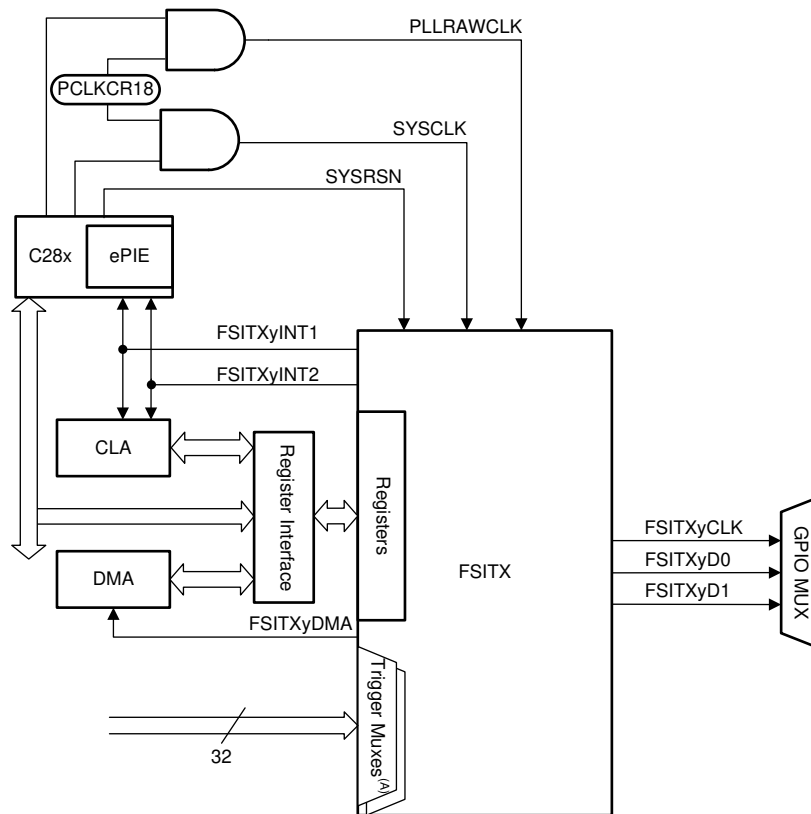 PLLRAWCLK
PCLKCR18
SYSCLK
SYSRSN
C28x
ePIE
FSITXyINT1
FSITXyINT2
CLA
Register Interface
Registers
FSITX
FSITXyCLK
FSITXyD0
FSITXyD1
GPIO MUX
DMA
FSITXyDMA
Trigger Muxes(A)
32